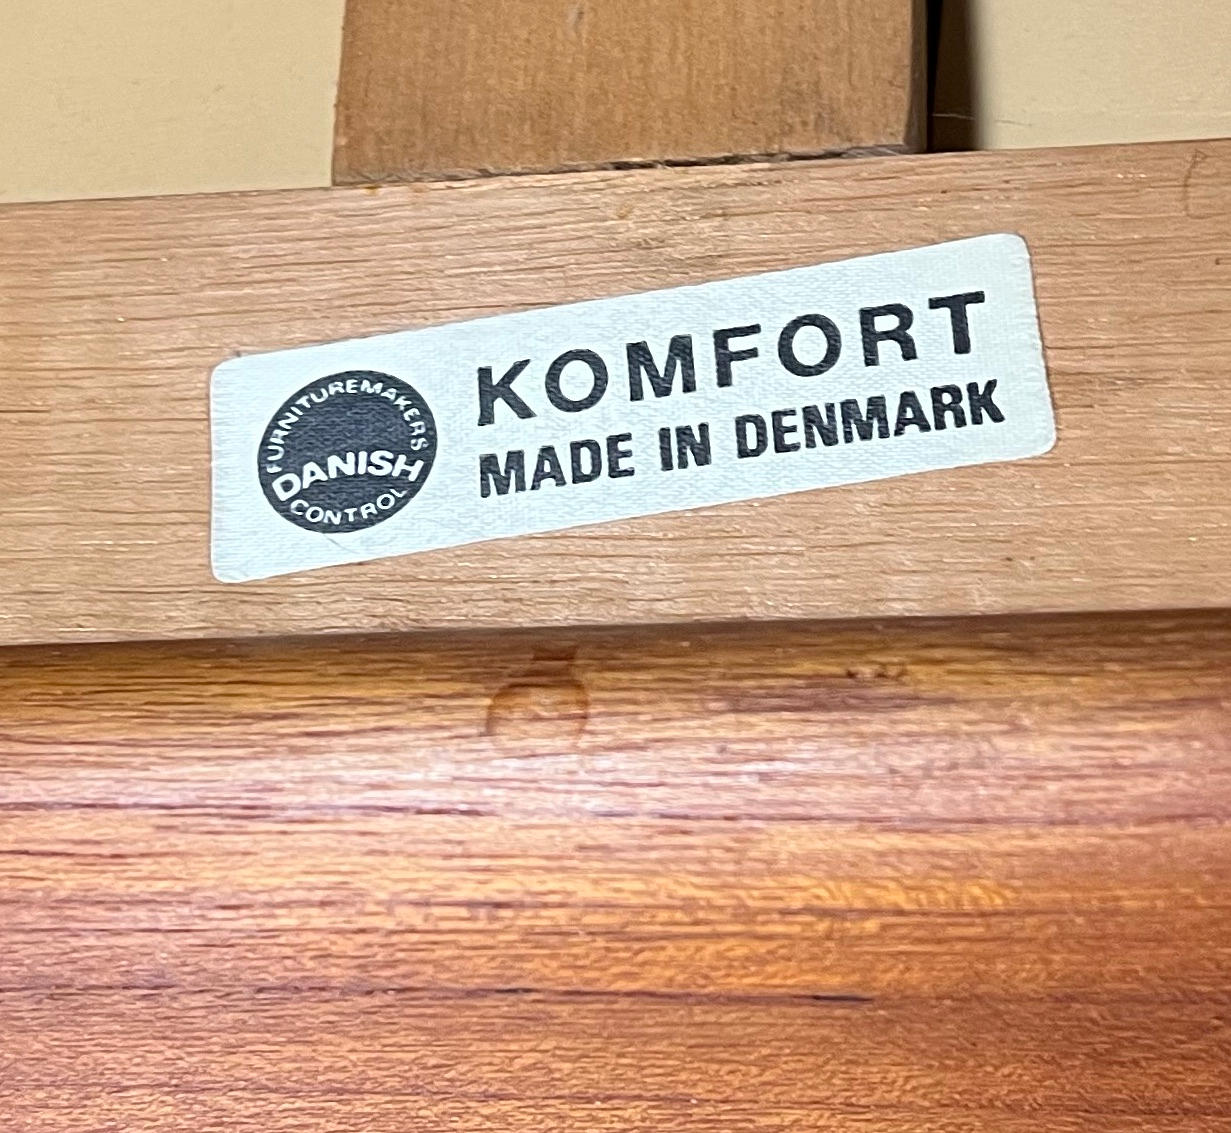 FURNITUREMAKERS
DANISH
CONTROL
KOMFORT
MADE IN DENMARK